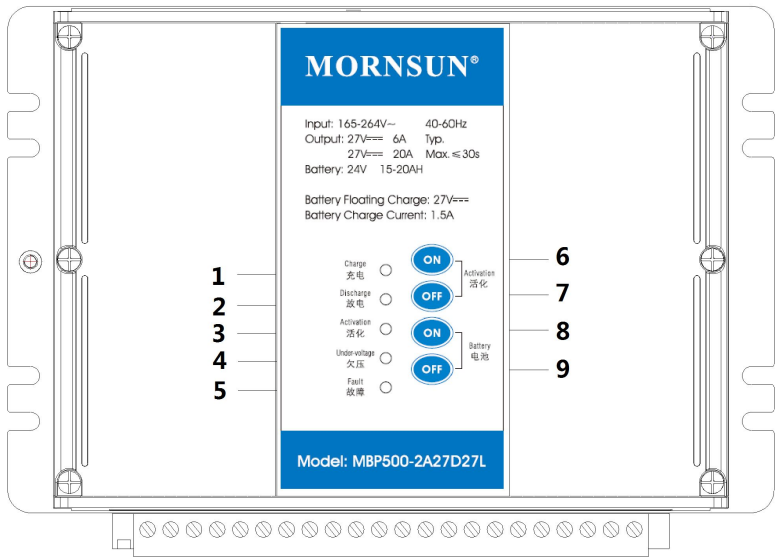 MORNSUN®
Input: 165-264V~ 40-60Hz
Output: 27V⎓ 6A Typ.
27V⎓ 20A Max.≤30s
Battery: 24V 15-20AH
Battery Floating Charge: 27V⎓
Battery Charge Current: 1.5A
1
2
3
4
5
Charge
充电
Discharge
放电
Activation
活化
Under-voltage
欠压
Fault
故障
ON
OFF
ON
OFF
Activation
活化
Battery
电池
6
7
8
9
Model: MBP500-2A27D27L